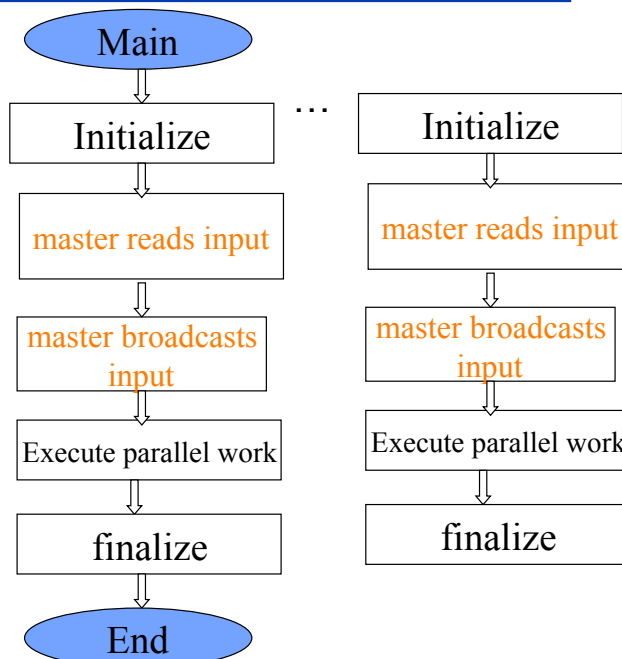 Main
Initialize
master reads input
master broadcasts
input
Execute parallel work
finalize
End
...
Initialize
master reads input
master broadcasts
input
Execute parallel work
finalize